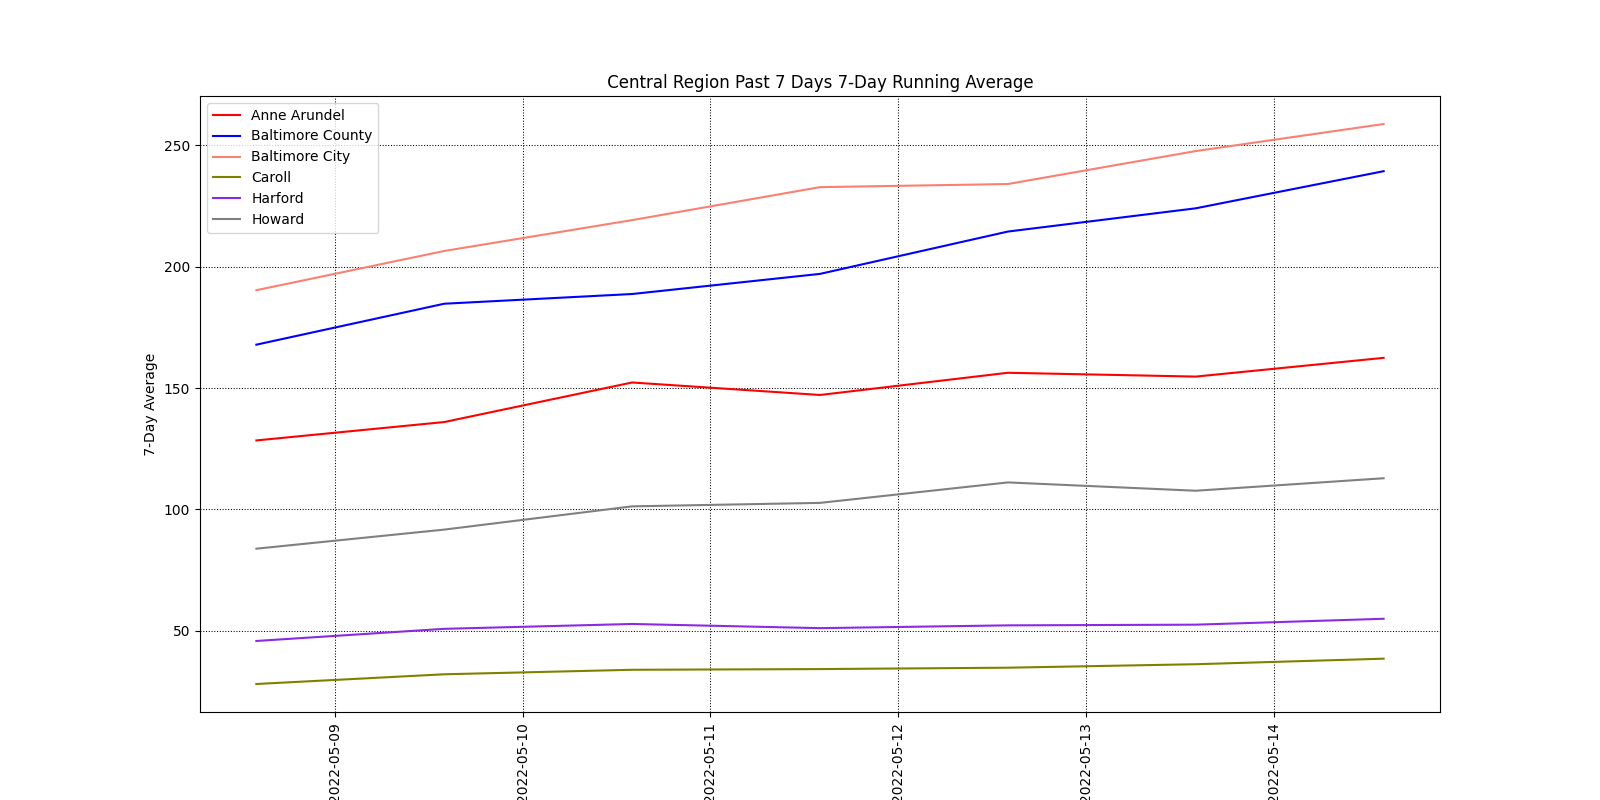 Central Region Past 7 Days 7-Day Running Average
Anne Arundel
Baltimore County
Baltimore City
Caroll
Harford
Howard
250
200
150
100
50
7-Day Average
2022-05-09
2022-05-10
2022-05-11
2022-05-12
2022-05-13
2022-05-14